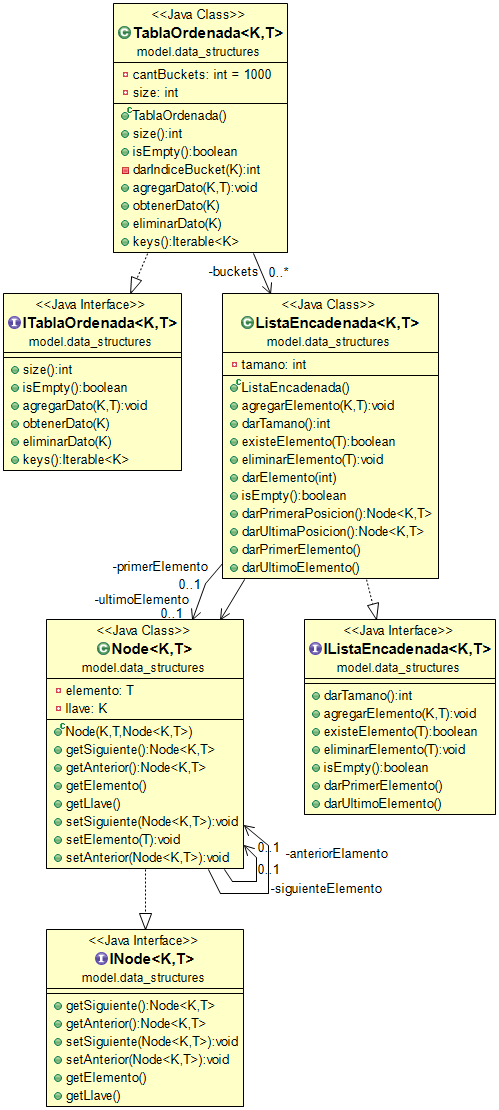 <<Java Class>>
TablaOrdenada<K,T>
model.data_structures
cantBuckets: int = 1000
size: int
TablaOrdenada()
size():int
isEmpty():boolean
darIndiceBucket(K):int
agregarDato(K,T):void
obtenerDato(K)
eliminarDato(K)
keys():Iterable<K>
-buckets
0..*
<<Java Interface>>
ITablaOrdenada<K,T>
model.data_structures
size():int
isEmpty():boolean
agregarDato(K,T):void
obtenerDato(K)
eliminarDato(K)
keys():Iterable<K>
<<Java Class>>
ListaEncadenada<K,T>
model.data_structures
tamano: int
ListaEncadenada()
agregarElemento(K,T):void
darTamano():int
existeElemento(T):boolean
eliminarElemento(T):void
darElemento(int)
isEmpty():boolean
darPrimeraPosicion():Node<K,T>
darUltimaPosicion():Node<K,T>
darPrimerElemento()
darUltimoElemento()
-primerElemento
0..1
-ultimoElemento
0..1
<<Java Class>>
Node<K,T>
model.data_structures
elemento: T
llave: K
Node(K,T,Node<K,T>)
getSiguiente():Node<K,T>
getAnterior():Node<K,T>
getElemento()
getLlave()
setSiguiente(Node<K,T>):void
setElemento(T):void
setAnterior(Node<K,T>):void
<<Java Interface>>
IListaEncadenada<K,T>
model.data_structures
darTamano():int
agregarElemento(K,T):void
existeElemento(T):boolean
eliminarElemento(T):void
isEmpty():boolean
darPrimerElemento()
darUltimoElemento()
0..1
-anteriorElamento
0..1
-siguienteElemento
<<Java Interface>>
INode<K,T>
model.data_structures
getSiguiente():Node<K,T>
getAnterior():Node<K,T>
setSiguiente(Node<K,T>):void
setAnterior(Node<K,T>):void
getElemento()
getLlave()